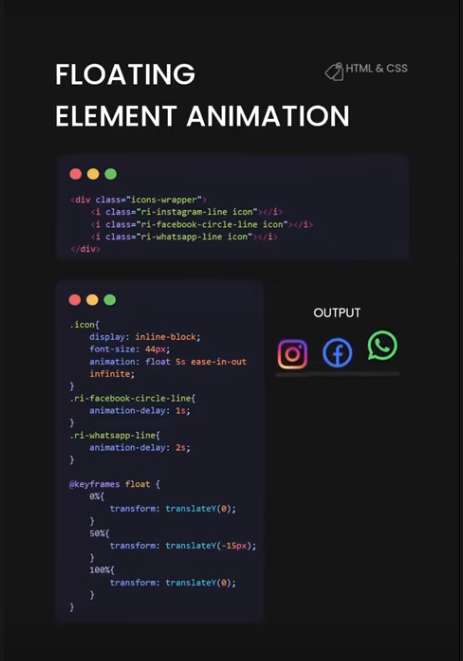 FLOATING
HTML & CSS
ELEMENT ANIMATION
<div class="icons-wrapper">
<i class="ri-instagram-line icon"></i>
<i class="ri-facebook-circle-line icon"></i>
<i class="ri-whatsapp-line icon"></i>
</div>
.icon{
display: inline-block;
font-size: 44px;
animation: float 5s ease-in-out
infinite;
}
.ri-facebook-circle-line{
animation-delay: 1s;
}
.ri-whatsapp-line{
animation-delay: 2s;
}
@keyframes float {
0%{
transform: translateY(0);
}
50%{
transform: translateY(-15px);
}
100%{
transform: translateY(0);
}
}
OUTPUT